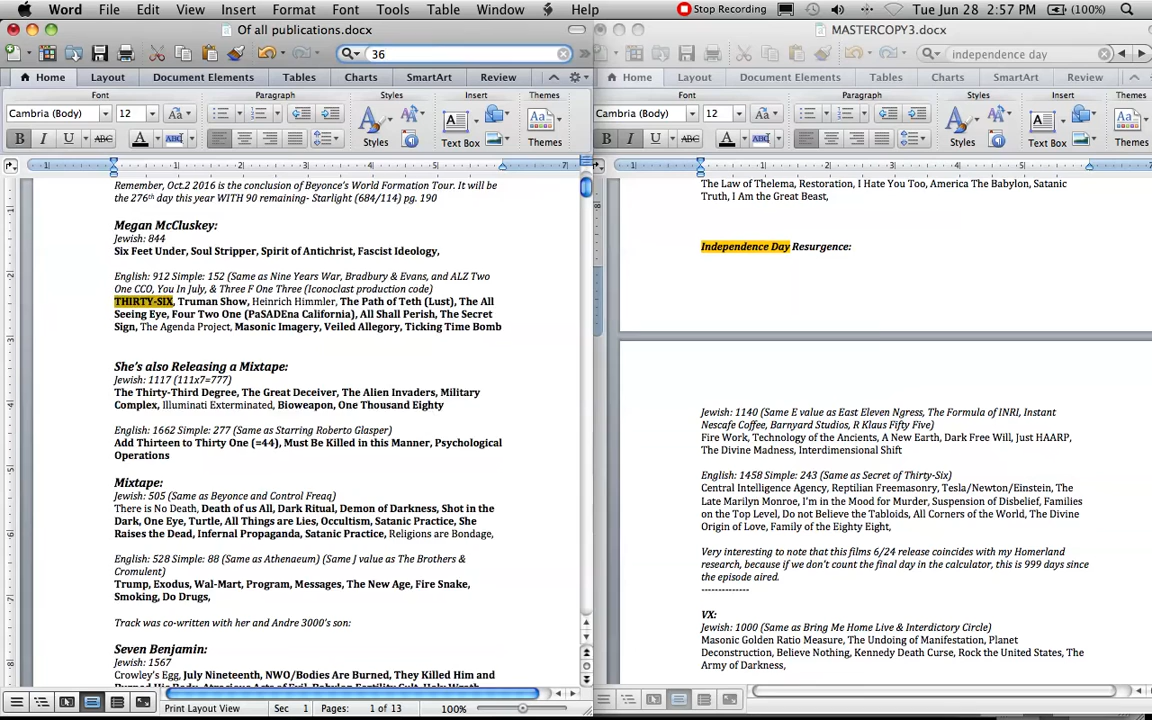 Word File Edit View Insert Format Font Tools Table Window Help Stop Recording Tue Jun 28 2:57 PM (100%)
Of all publications.docx
36
Home Layout Document Elements Tables Charts SmartArt Review
Font Paragraph Styles Insert Themes
Cambria (Body) 12 Aa
B I U ABC A ABC Styles Text Box Themes
Remember, Oct.2 2016 is the conclusion of Beyonce's World Formation Tour. It will be
the 276th day this year WITH 90 remaining- Starlight (684/114) pg. 190
Megan McCluskey:
Jewish: 844
Six Feet Under, Soul Stripper, Spirit of Antichrist, Fascist Ideology,
English: 912 Simple: 152 (Same as Nine Years War, Bradbury & Evans, and ALZ Two
One CCO, You In July, & Three F One Three (Iconoclast production code)
THIRTY-SIX, Truman Show, Heinrich Himmler, The Path of Teth (Lust), The All
Seeing Eye, Four Two One (PaSADEna California), All Shall Perish, The Secret
Sign, The Agenda Project, Masonic Imagery, Veiled Allegory, Ticking Time Bomb
She's also Releasing a Mixtape:
Jewish: 1117 (111x7=777)
The Thirty-Third Degree, The Great Deceiver, The Alien Invaders, Military
Complex, Illuminati Exterminated, Bioweapon, One Thousand Eighty
English: 1662 Simple: 277 (Same as Starring Roberto Glasper)
Add Thirteen to Thirty One (=44), Must Be Killed in this Manner, Psychological
Operations
Mixtape:
Jewish: 505 (Same as Beyonce and Control Freaq)
There is No Death, Death of us All, Dark Ritual, Demon of Darkness, Shot in the
Dark, One Eye, Turtle, All Things are Lies, Occultism, Satanic Practice, She
Raises the Dead, Infernal Propaganda, Satanic Practice, Religions are Bondage,
English: 528 Simple: 88 (Same as Athenaeum) (Same J value as The Brothers &
Cromulent)
Trump, Exodus, Wal-Mart, Program, Messages, The New Age, Fire Snake,
Smoking, Do Drugs,
Track was co-written with her and Andre 3000's son:
Seven Benjamin:
Jewish: 1567
Crowley's Egg, July Nineteenth, NWO/Bodies Are Burned, They Killed Him and
Print Layout View Sec 1 Pages: 1 of 13 100%
MASTERCOPY3.docx
independence day
Home Layout Document Elements Tables Charts SmartArt Review
Font Paragraph Styles Insert Themes
Cambria (Body) 12 Aa
B I U ABC A ABC Styles Text Box Themes
The Law of Thelema, Restoration, I Hate You Too, America The Babylon, Satanic
Truth, I Am the Great Beast,
Independence Day Resurgence:
Jewish: 1140 (Same E value as East Eleven Ngress, The Formula of INRI, Instant
Nescafe Coffee, Barnyard Studios, R Klaus Fifty Five)
Fire Work, Technology of the Ancients, A New Earth, Dark Free Will, Just HAARP,
The Divine Madness, Interdimensional Shift
English: 1458 Simple: 243 (Same as Secret of Thirty-Six)
Central Intelligence Agency, Reptilian Freemasonry, Tesla/Newton/Einstein, The
Late Marilyn Monroe, I'm in the Mood for Murder, Suspension of Disbelief, Families
on the Top Level, Do not Believe the Tabloids, All Corners of the World, The Divine
Origin of Love, Family of the Eighty Eight,
Very interesting to note that this films 6/24 release coincides with my Homerland
research, because if we don't count the final day in the calculator, this is 999 days since
the episode aired.
--------------
VX:
Jewish: 1000 (Same as Bring Me Home Live & Interdictory Circle)
Masonic Golden Ratio Measure, The Undoing of Manifestation, Planet
Deconstruction, Believe Nothing, Kennedy Death Curse, Rock the United States, The
Army of Darkness,